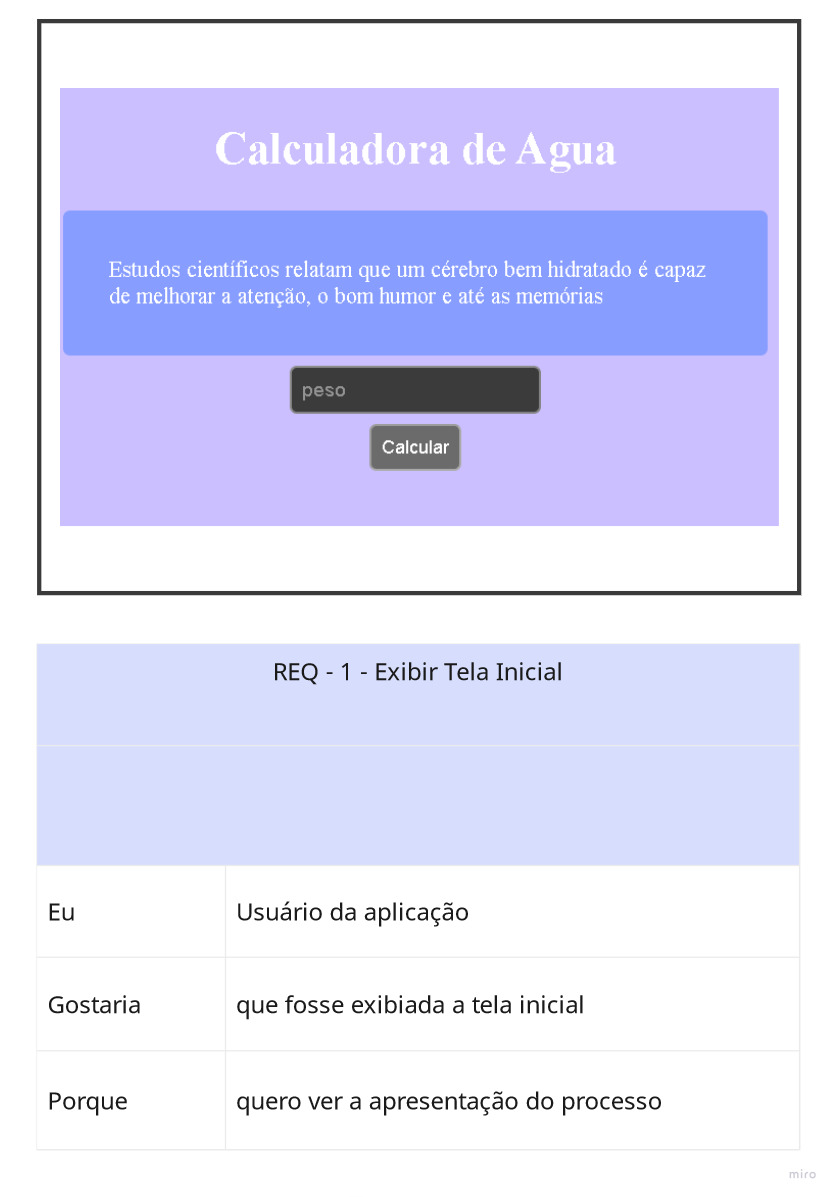 Calculadora de Agua
Estudos científicos relatam que um cérebro bem hidratado é capaz
de melhorar a atenção, o bom humor e até as memórias
peso
Calcular
REQ - 1 - Exibir Tela Inicial
Eu
Usuário da aplicação
Gostaria
que fosse exibiada a tela inicial
Porque
quero ver a apresentação do processo
miro